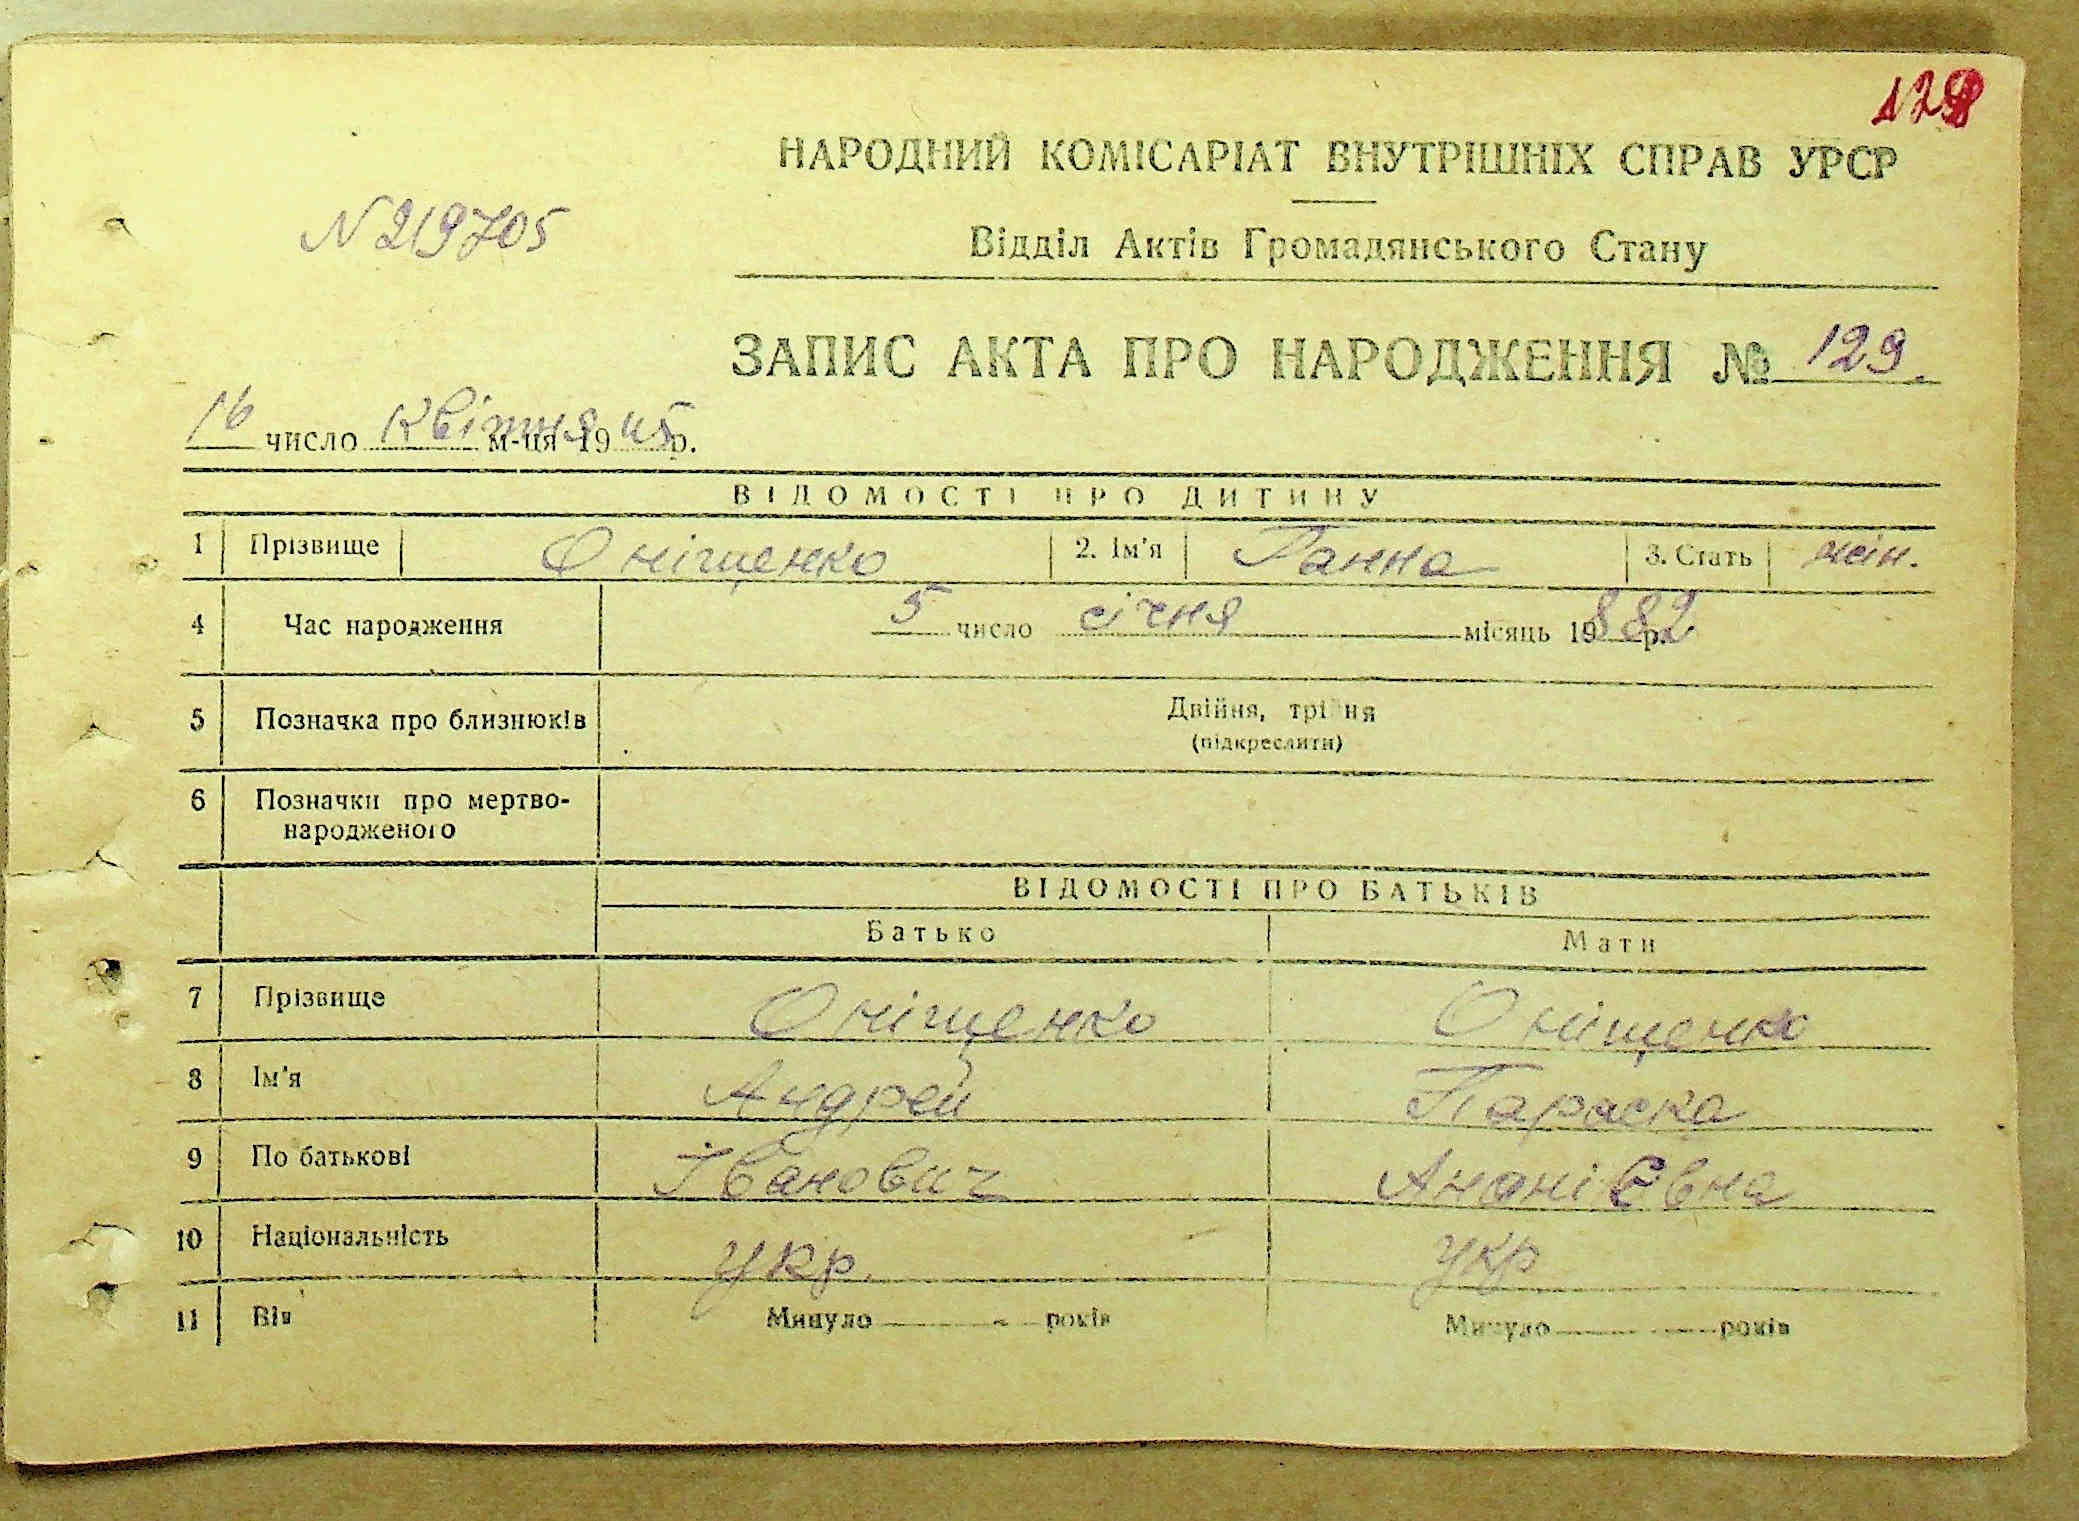 128
НАРОДНИЙ КОМІСАРІАТ ВНУТРІШНІХ СПРАВ УРСР
N 219705
Відділ Актів Громадянського Стану
ЗАПИС АКТА ПРО НАРОДЖЕННЯ № 129.
16 число Квітня м-ця 1945 р.
ВІДОМОСТІ ПРО ДИТИНУ
1 Прізвище Оніщенко 2. Ім'я Ганна 3. Стать жін.
4 Час народження 5 число січня місяць 19882 р.
5 Позначка про близнюків Двійня, трійня
(підкреслити)
6 Позначки про мертво-
народженого
ВІДОМОСТІ ПРО БАТЬКІВ
Батько Мати
7 Прізвище Оніщенко Оніщенко
8 Ім'я Андрей Параска
9 По батькові Іванович Ананієвна
10 Національність укр. укр
11 Вік Минуло років Минуло років